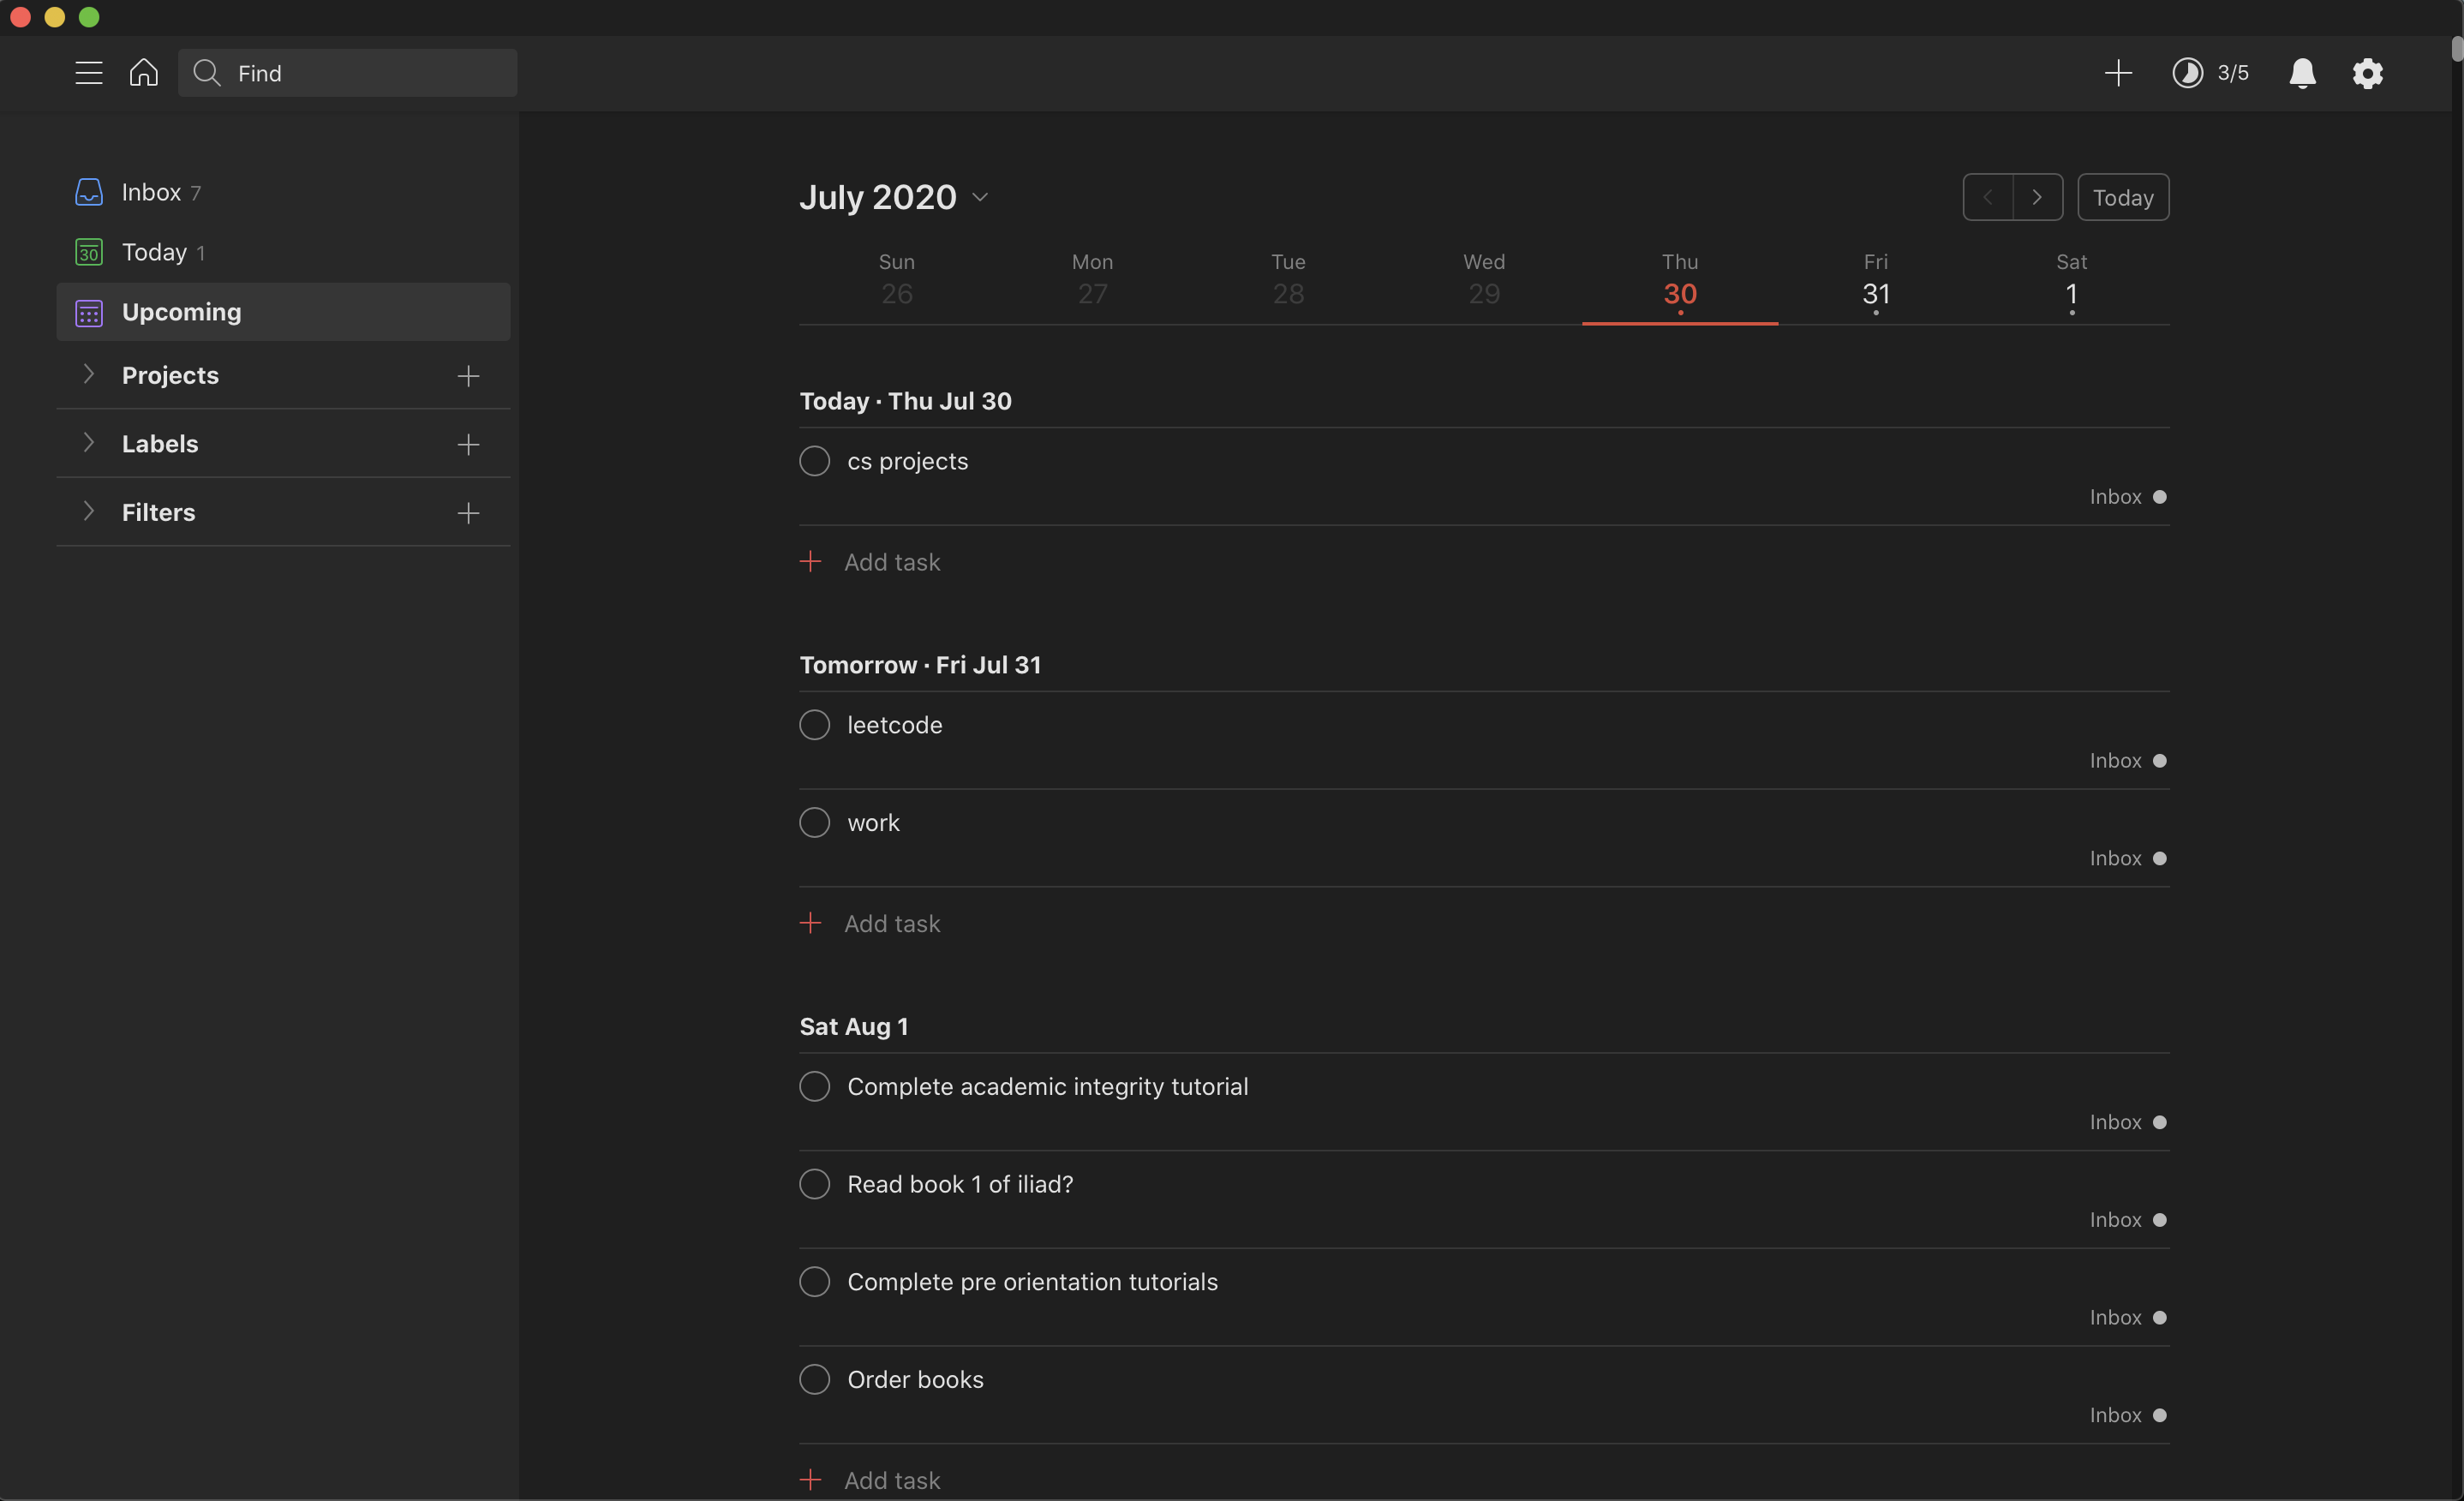 Find
3/5
Inbox 7
30 Today 1
Upcoming
Projects
Labels
Filters
July 2020
Today
Sun Mon Tue Wed Thu Fri Sat
26 27 28 29 30 31 1
Today · Thu Jul 30
cs projects
Inbox
Add task
Tomorrow · Fri Jul 31
leetcode
Inbox
work
Inbox
Add task
Sat Aug 1
Complete academic integrity tutorial
Inbox
Read book 1 of iliad?
Inbox
Complete pre orientation tutorials
Inbox
Order books
Inbox
Add task